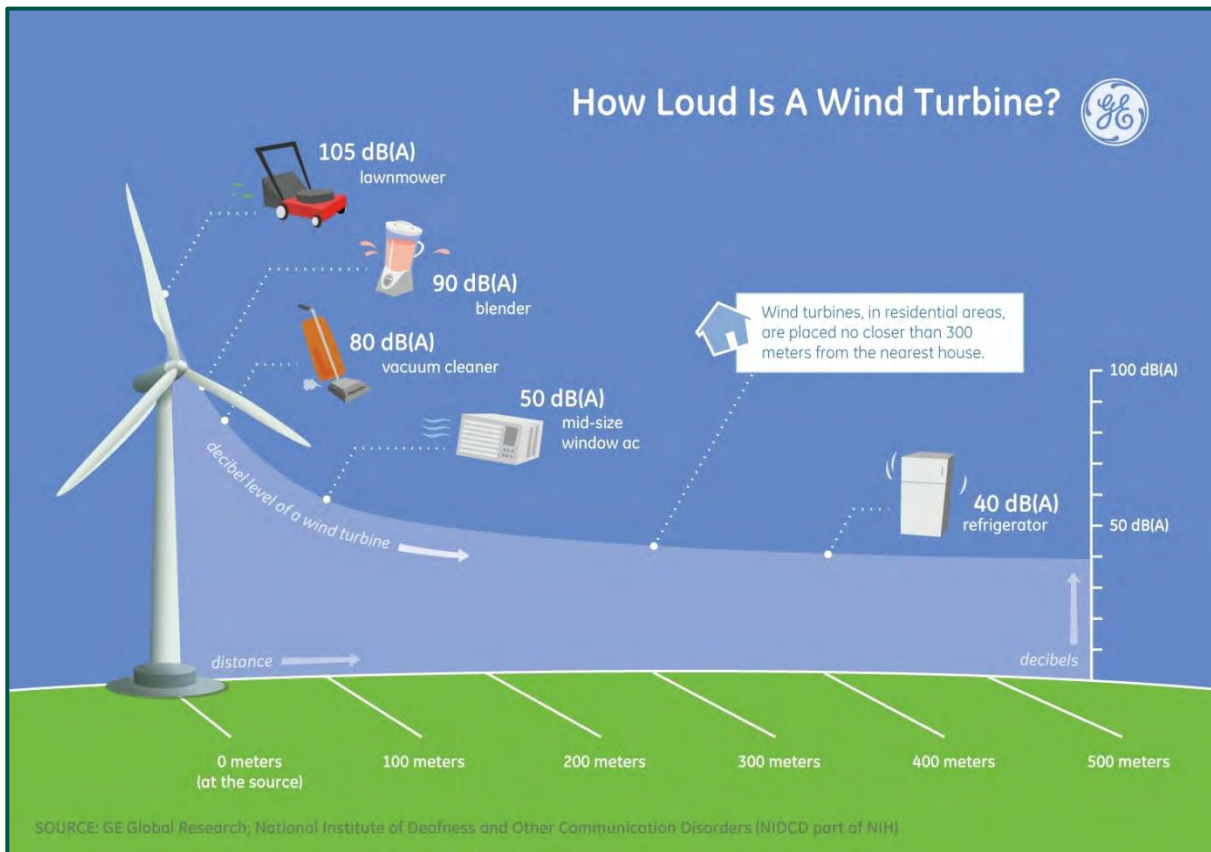 How Loud Is A Wind Turbine?
GE
105 dB(A)
lawnmower
90 dB(A)
blender
80 dB(A)
vacuum cleaner
50 dB(A)
mid-size
window ac
Wind turbines, in residential areas,
are placed no closer than 300
meters from the nearest house.
100 dB(A)
40 dB(A)
refrigerator
50 dB(A)
decibel level of a wind turbine
distance
decibels
0 meters
(at the source)
100 meters
200 meters
300 meters
400 meters
500 meters
SOURCE: GE Global Research; National Institute of Deafness and Other Communication Disorders (NIDCD part of NIH)